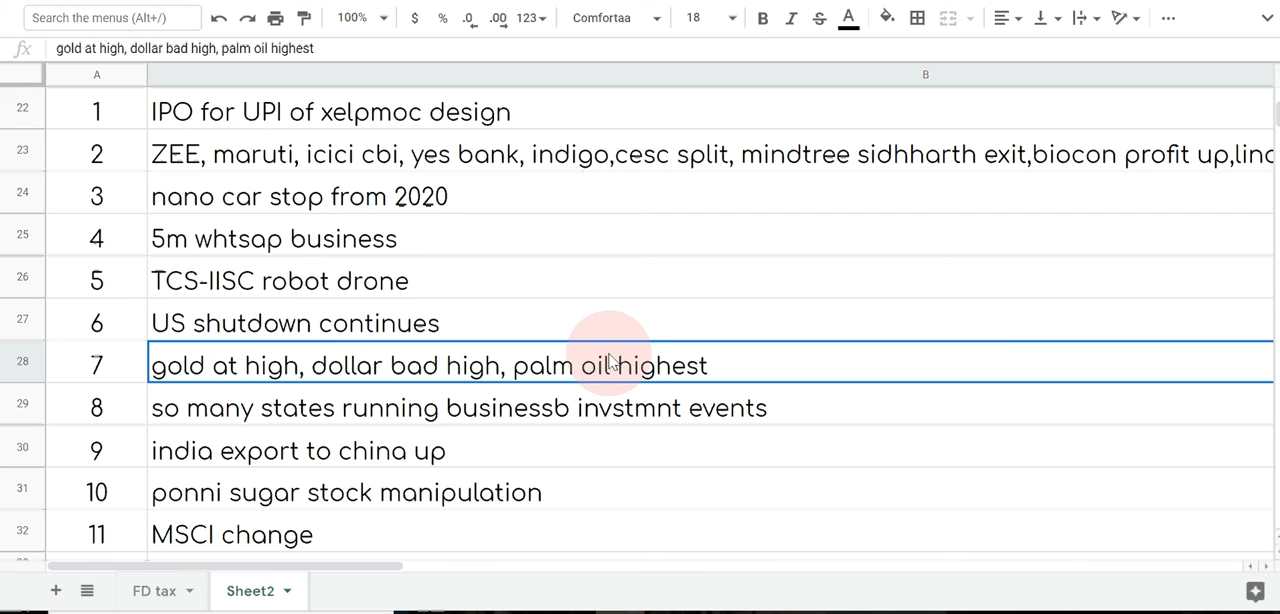 Search the menus (Alt+/) 100% $ % .0 .00 123 Comfortaa 18 B I S A
fx gold at high, dollar bad high, palm oil highest
A B
22 1 IPO for UPI of xelpmoc design
23 2 ZEE, maruti, icici cbi, yes bank, indigo,cesc split, mindtree sidhharth exit,biocon profit up,
24 3 nano car stop from 2020
25 4 5m whtsap business
26 5 TCS-IISC robot drone
27 6 US shutdown continues
28 7 gold at high, dollar bad high, palm oil highest
29 8 so many states running businessb invstmnt events
30 9 india export to china up
31 10 ponni sugar stock manipulation
32 11 MSCI change
FD tax Sheet2